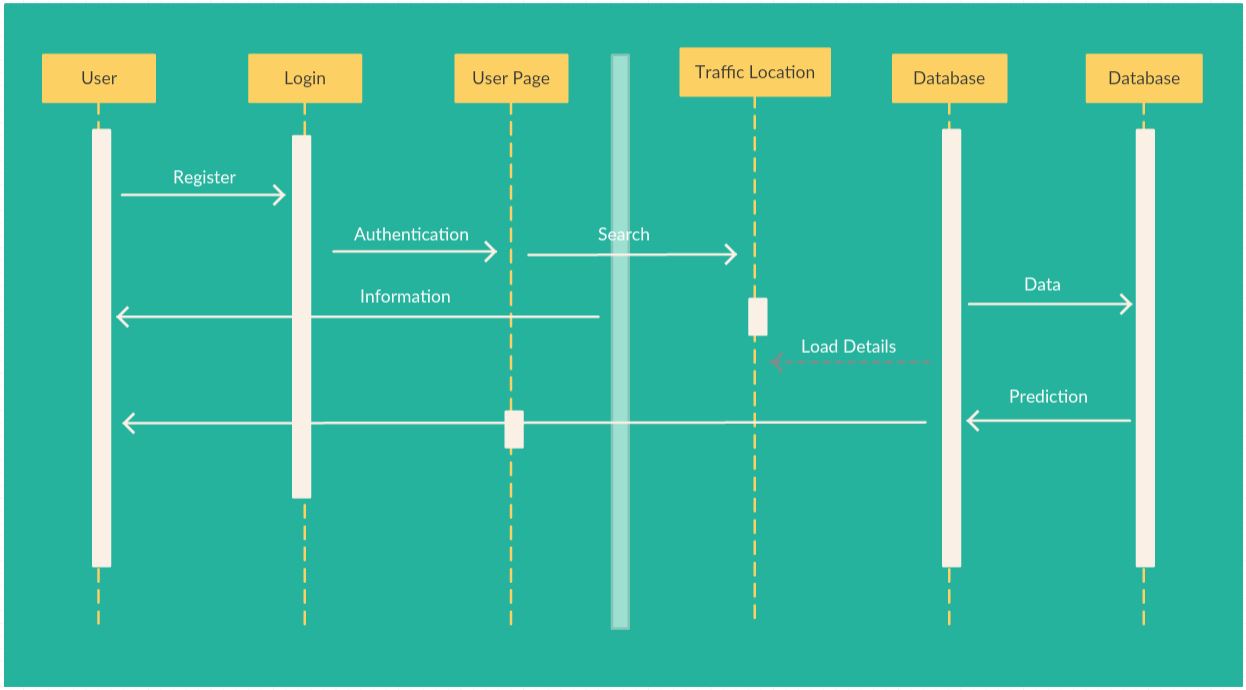 User
Login
User Page
Traffic Location
Database
Database
Register
Authentication
Search
Data
Information
Load Details
Prediction